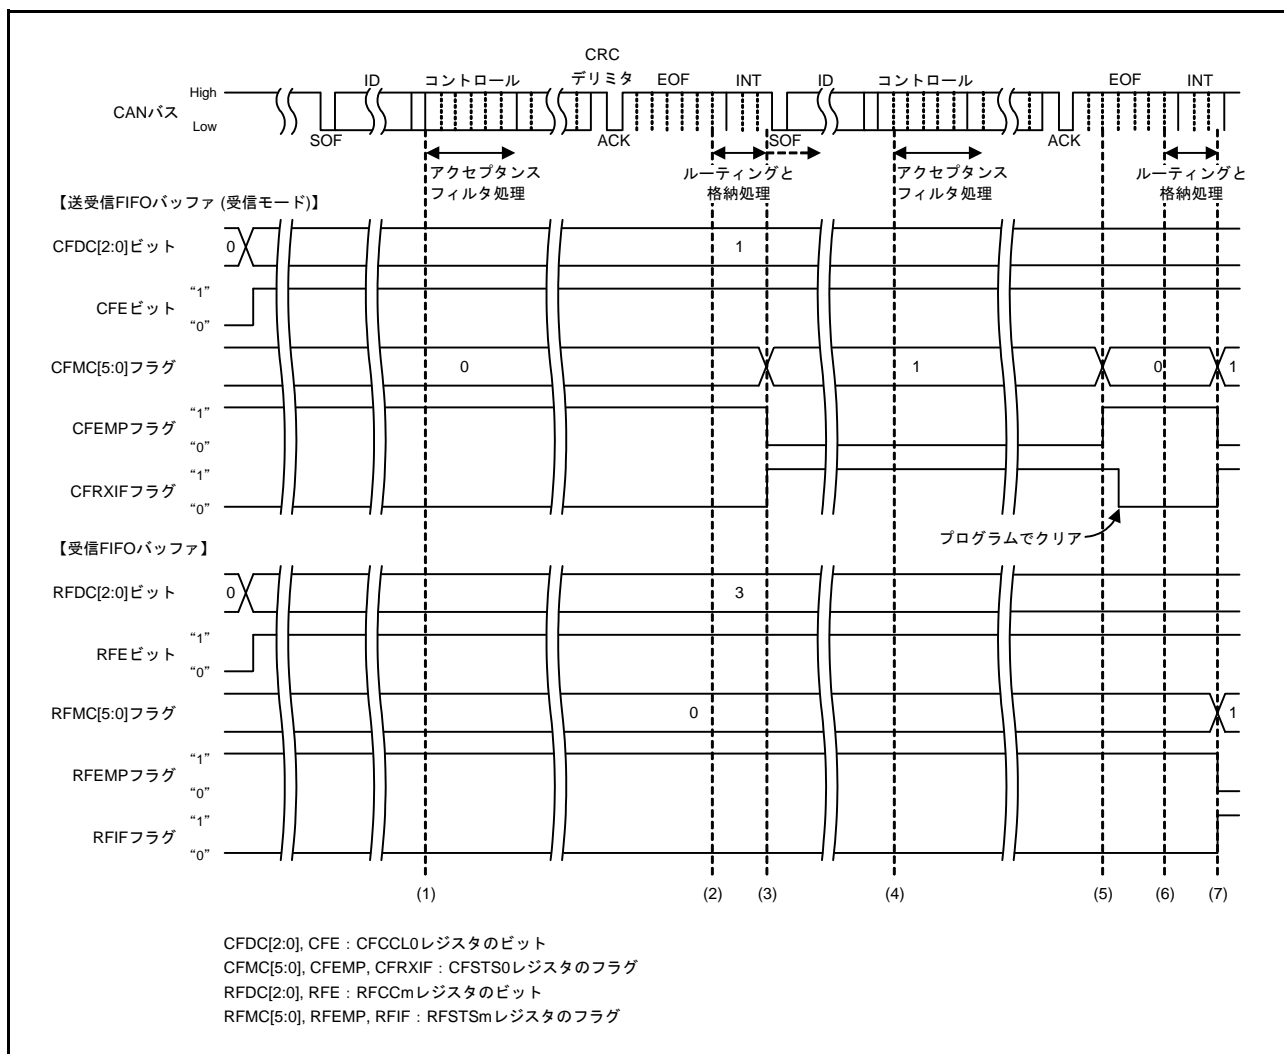 CRC
ID コントロール デリミタ EOF INT ID コントロール EOF INT
High
CANバス
Low
SOF ACK SOF ACK
アクセプタンス
フィルタ処理
ルーティングと
格納処理
アクセプタンス
フィルタ処理
ルーティングと
格納処理
【送受信FIFOバッファ (受信モード)】
CFDC[2:0]ビット 0 1
“1”
CFEビット
“0”
CFMC[5:0]フラグ 0 1 0 1
“1”
CFEMPフラグ
“0”
“1”
CFRXIFフラグ
“0”
プログラムでクリア
【受信FIFOバッファ】
RFDC[2:0]ビット 0 3
“1”
RFEビット
“0”
RFMC[5:0]フラグ 0 1
“1”
RFEMPフラグ
“0”
“1”
RFIFフラグ
“0”
(1) (2) (3) (4) (5) (6) (7)
CFDC[2:0], CFE : CFCCL0レジスタのビット
CFMC[5:0], CFEMP, CFRXIF : CFSTS0レジスタのフラグ
RFDC[2:0], RFE : RFCCmレジスタのビット
RFMC[5:0], RFEMP, RFIF : RFSTSmレジスタのフラグ